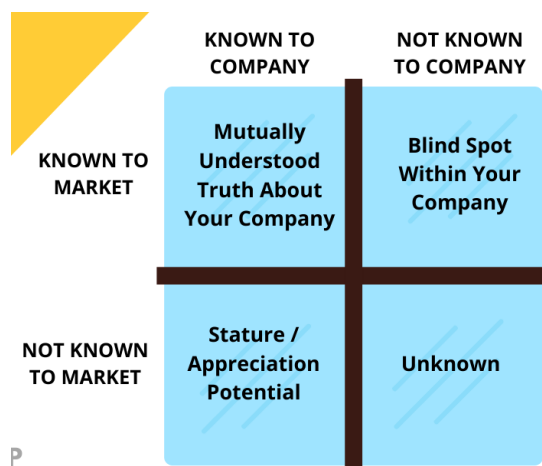 KNOWN TO
COMPANY
NOT KNOWN
TO COMPANY
KNOWN TO
MARKET
Mutually
Understood
Truth About
Your Company
Blind Spot
Within Your
Company
NOT KNOWN
TO MARKET
Stature /
Appreciation
Potential
Unknown
P